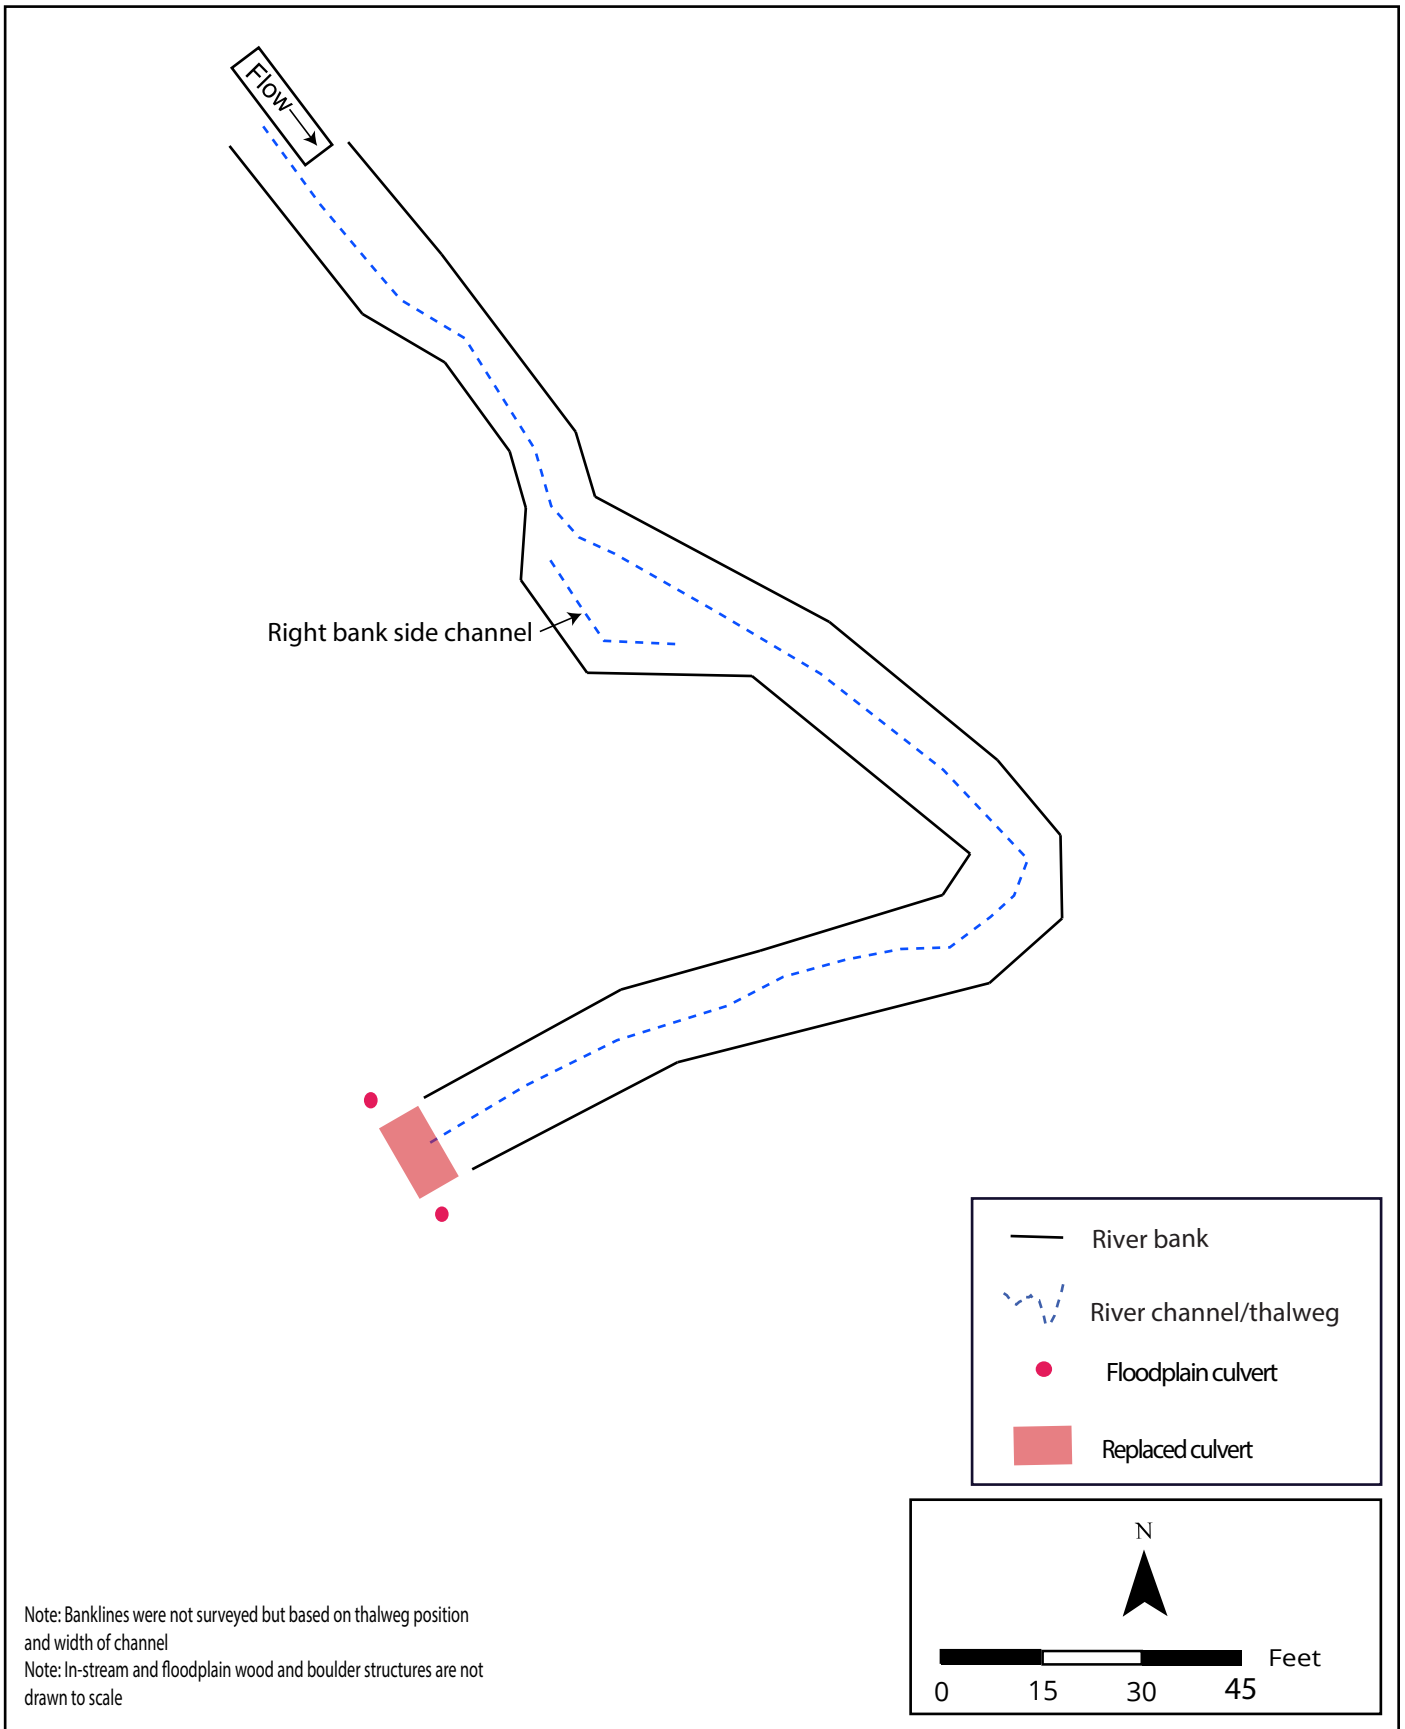 Flow
Right bank side channel
River bank
River channel/thalweg
Floodplain culvert
Replaced culvert
N
Feet
0 15 30 45
Note: Banklines were not surveyed but based on thalweg position
and width of channel
Note: In-stream and floodplain wood and boulder structures are not
drawn to scale